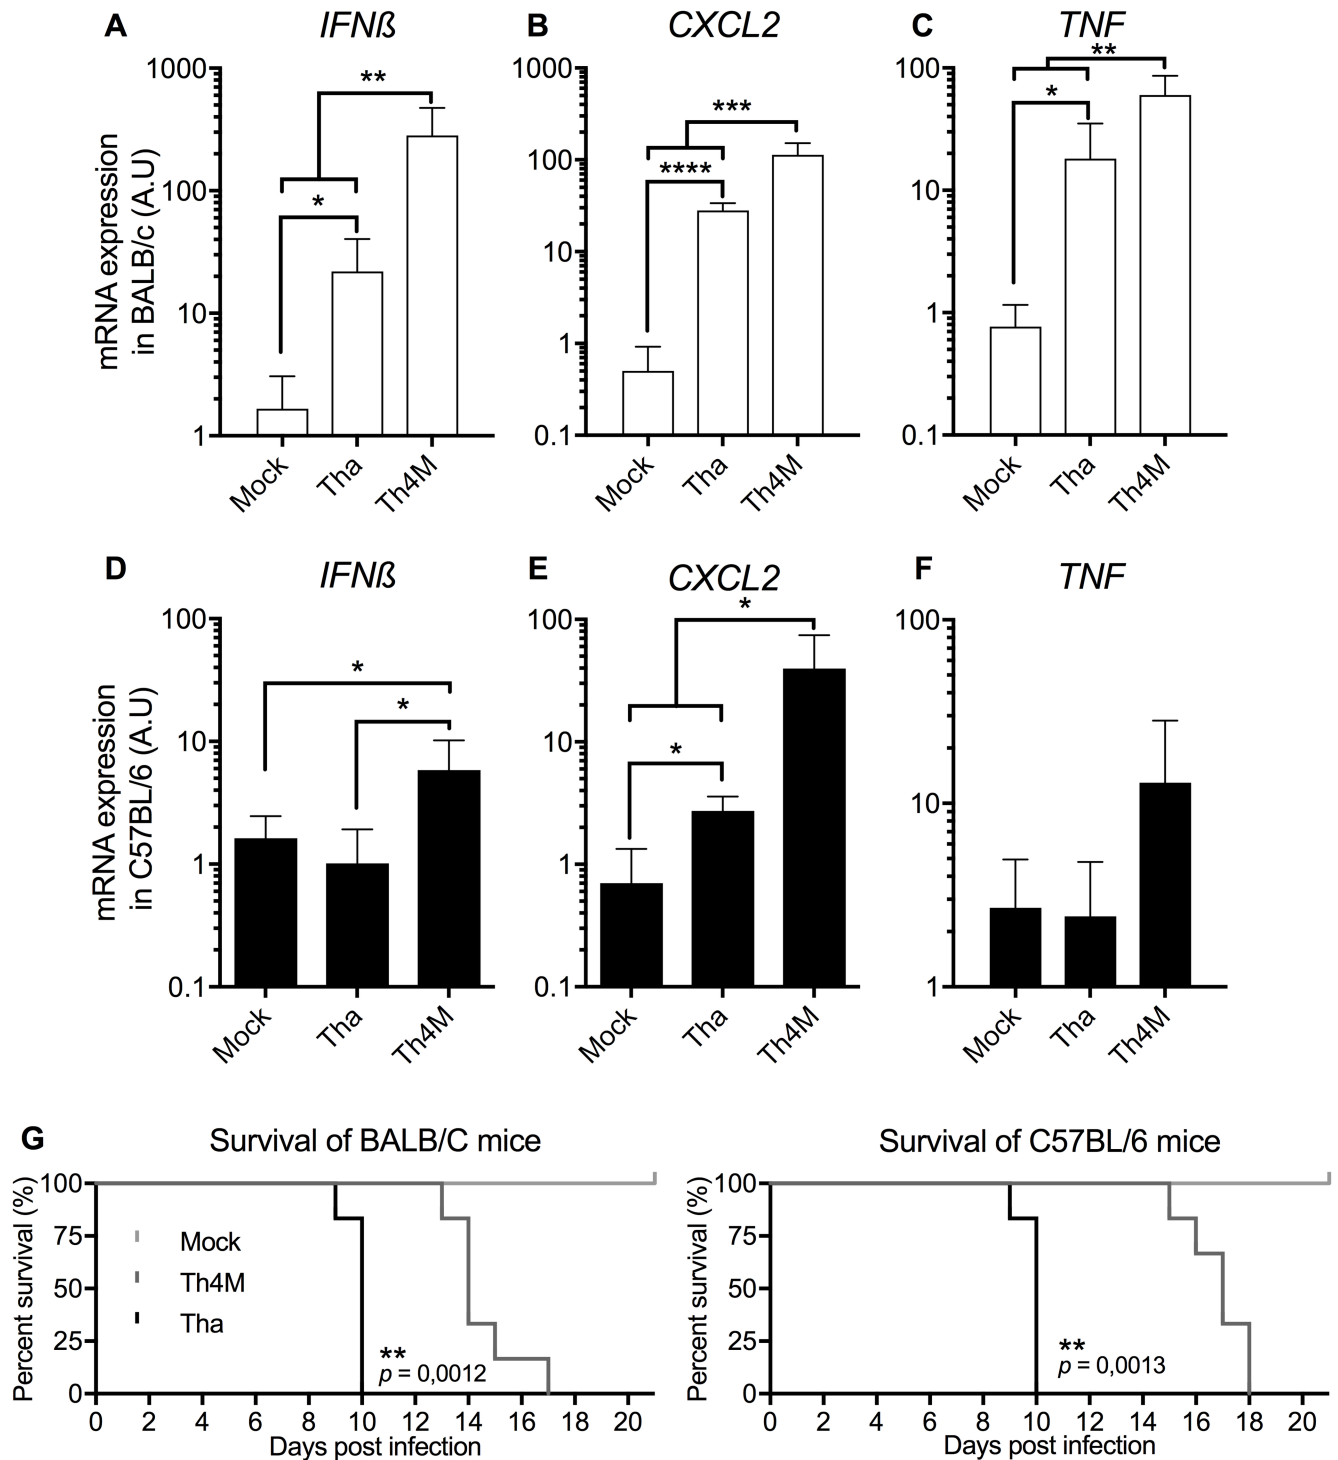 A IFNß
B CXCL2
C TNF
mRNA expression
in BALB/c (A.U)
1000
100
10
1
**
*
Mock Tha Th4M
1000
100
10
1
0.1
***
****
Mock Tha Th4M
100
10
1
0.1
**
*
Mock Tha Th4M
D IFNß
E CXCL2
F TNF
mRNA expression
in C57BL/6 (A.U)
100
10
1
0.1
*
*
Mock Tha Th4M
100
10
1
0.1
*
*
Mock Tha Th4M
100
10
1
Mock Tha Th4M
G
Survival of BALB/C mice
Percent survival (%)
100
75
50
25
0
Mock
Th4M
Tha
**
p = 0,0012
0 2 4 6 8 10 12 14 16 18 20
Days post infection
Survival of C57BL/6 mice
Percent survival (%)
100
75
50
25
0
**
p = 0,0013
0 2 4 6 8 10 12 14 16 18 20
Days post infection